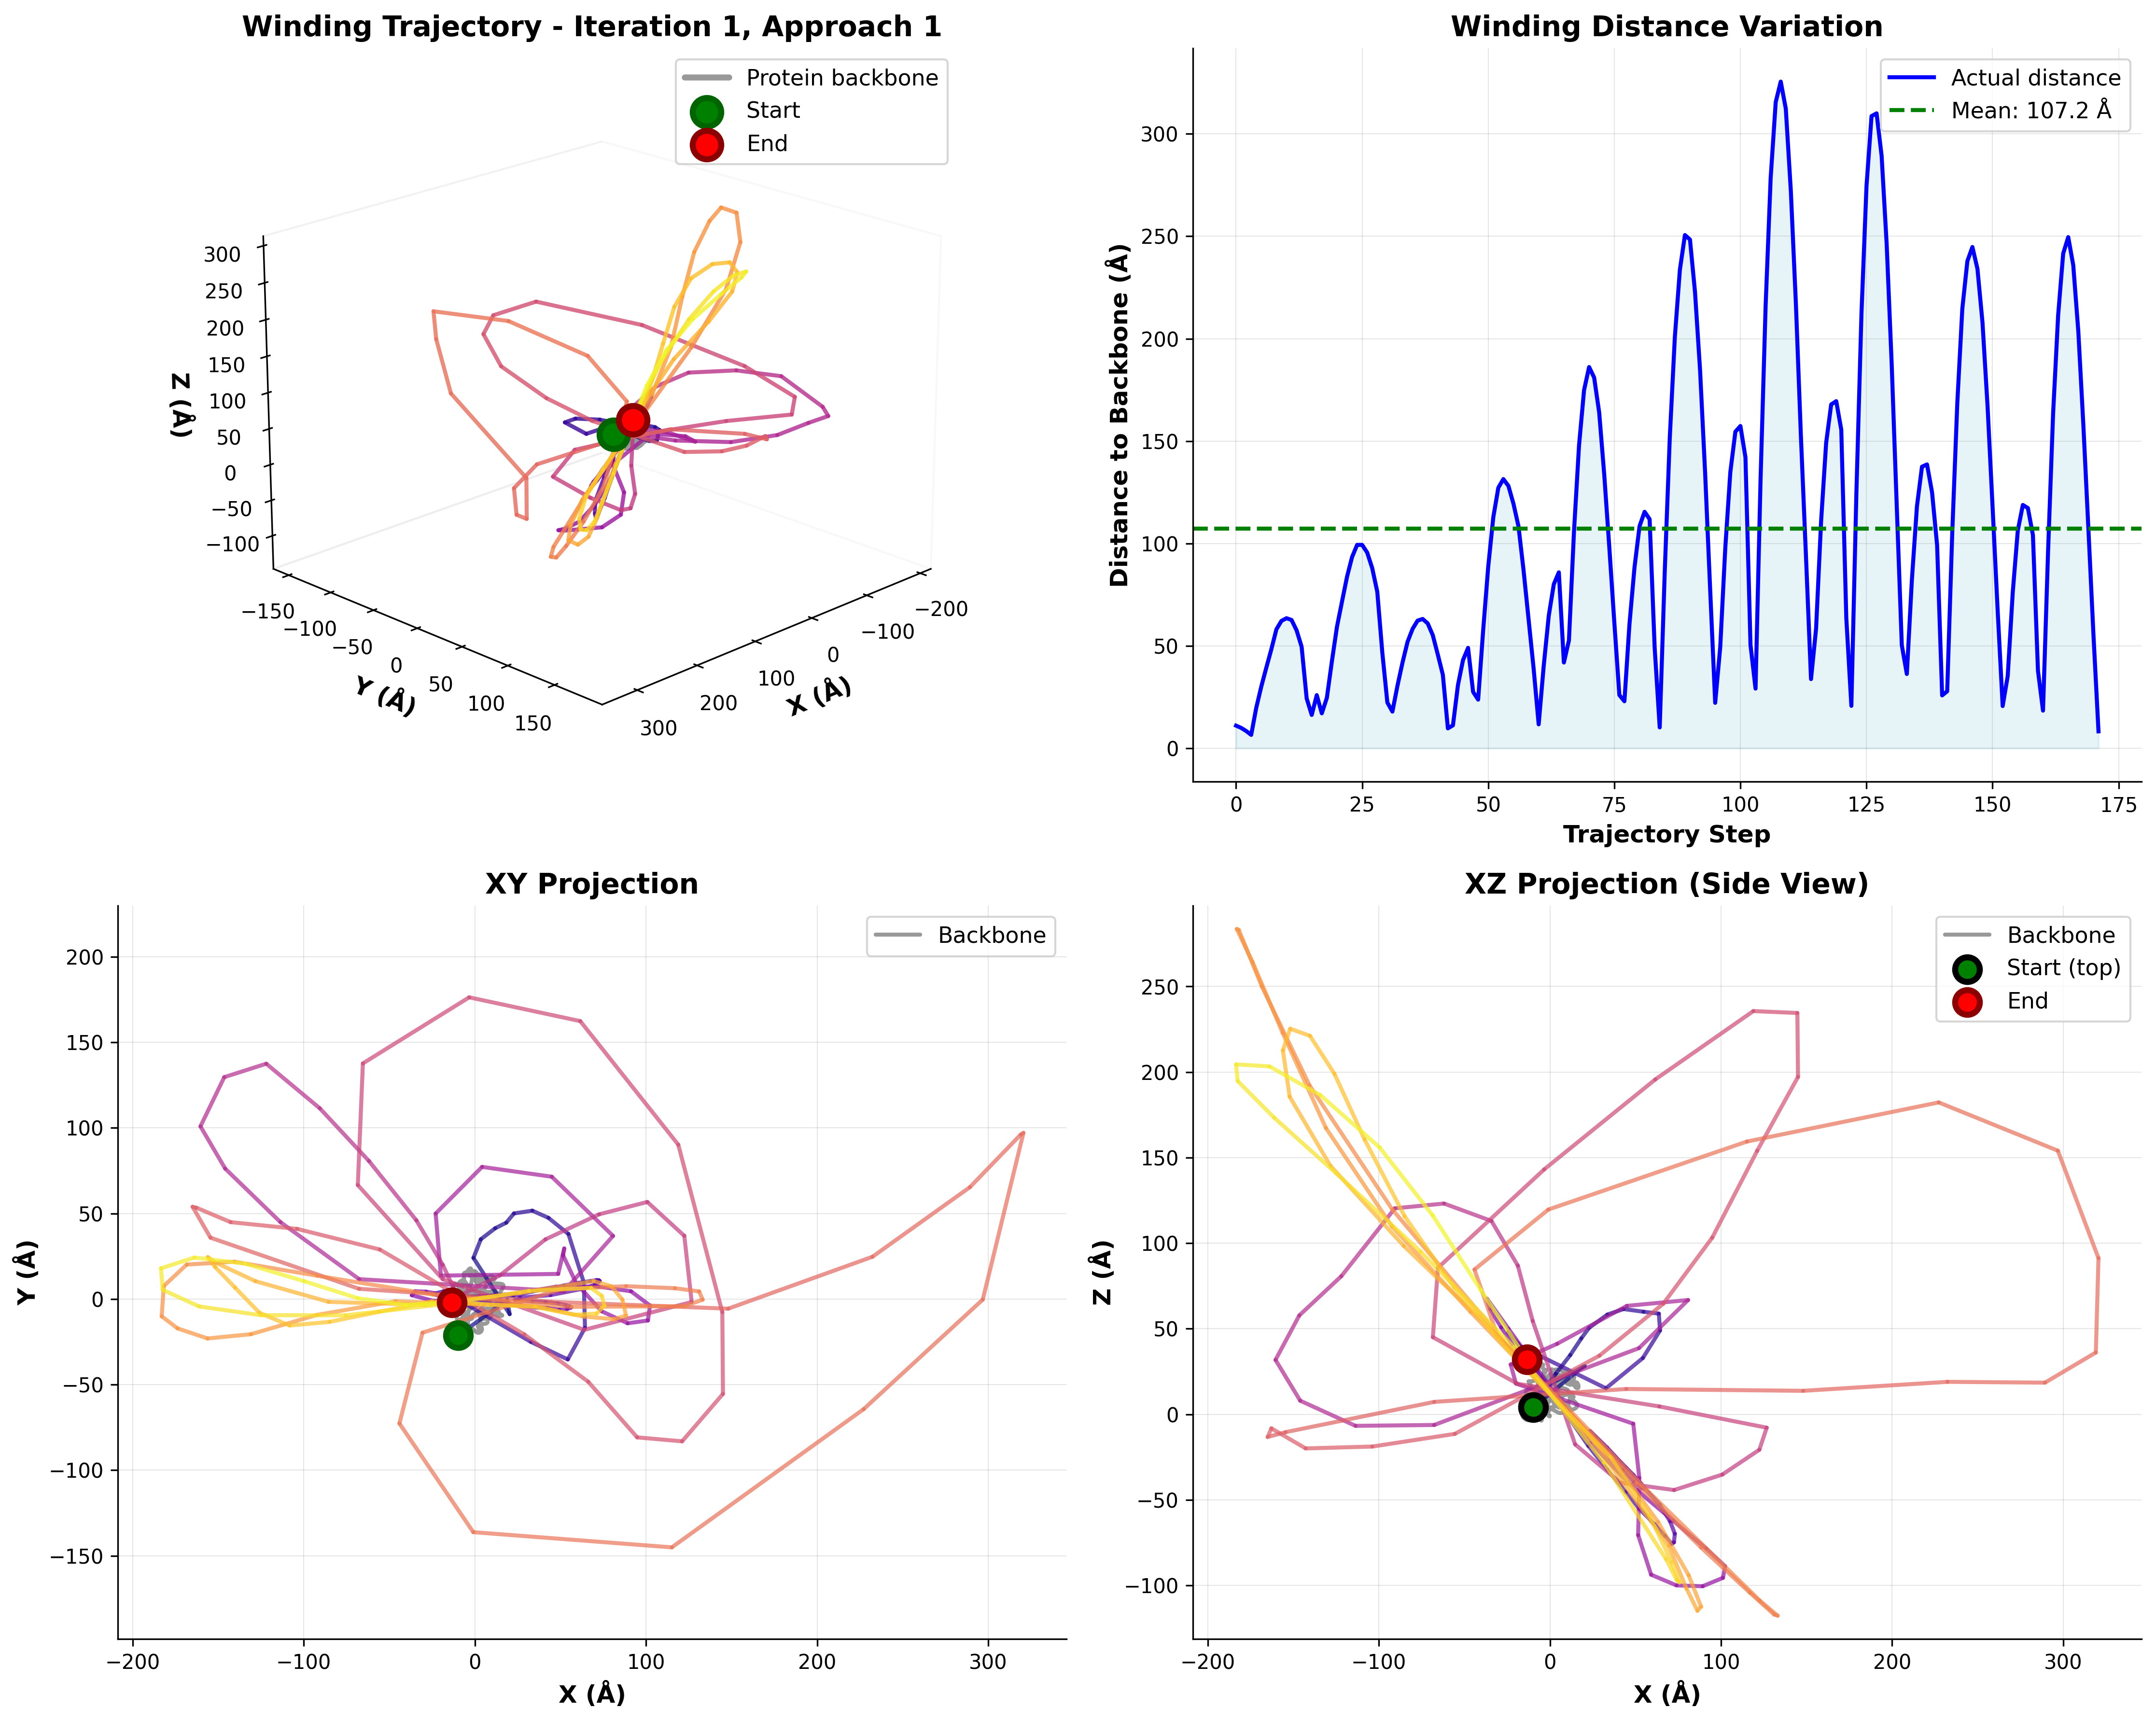 Winding Trajectory - Iteration 1, Approach 1
Protein backbone
Start
End
300
250
200
150
100
50
0
−50
−100
Z (Å)
−150
−100
−50
0
50
100
150
Y (Å)
300
200
100
0
−100
−200
X (Å)
Winding Distance Variation
Actual distance
Mean: 107.2 Å
300
250
200
150
100
50
0
Distance to Backbone (Å)
0 25 50 75 100 125 150 175
Trajectory Step
XY Projection
Backbone
200
150
100
50
0
−50
−100
−150
Y (Å)
−200 −100 0 100 200 300
X (Å)
XZ Projection (Side View)
Backbone
Start (top)
End
250
200
150
100
50
0
−50
−100
Z (Å)
−200 −100 0 100 200 300
X (Å)